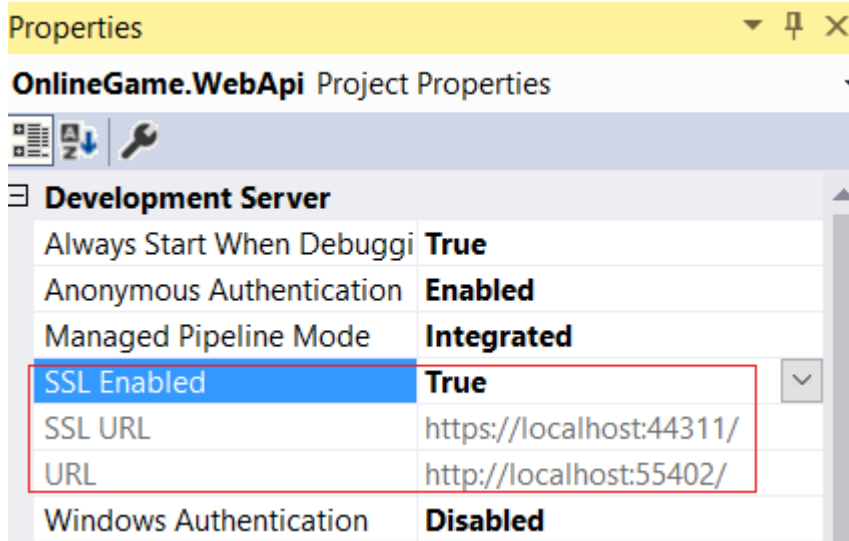 Properties
OnlineGame.WebApi Project Properties
Development Server
Always Start When Debuggi True
Anonymous Authentication Enabled
Managed Pipeline Mode Integrated
SSL Enabled True
SSL URL https://localhost:44311/
URL http://localhost:55402/
Windows Authentication Disabled